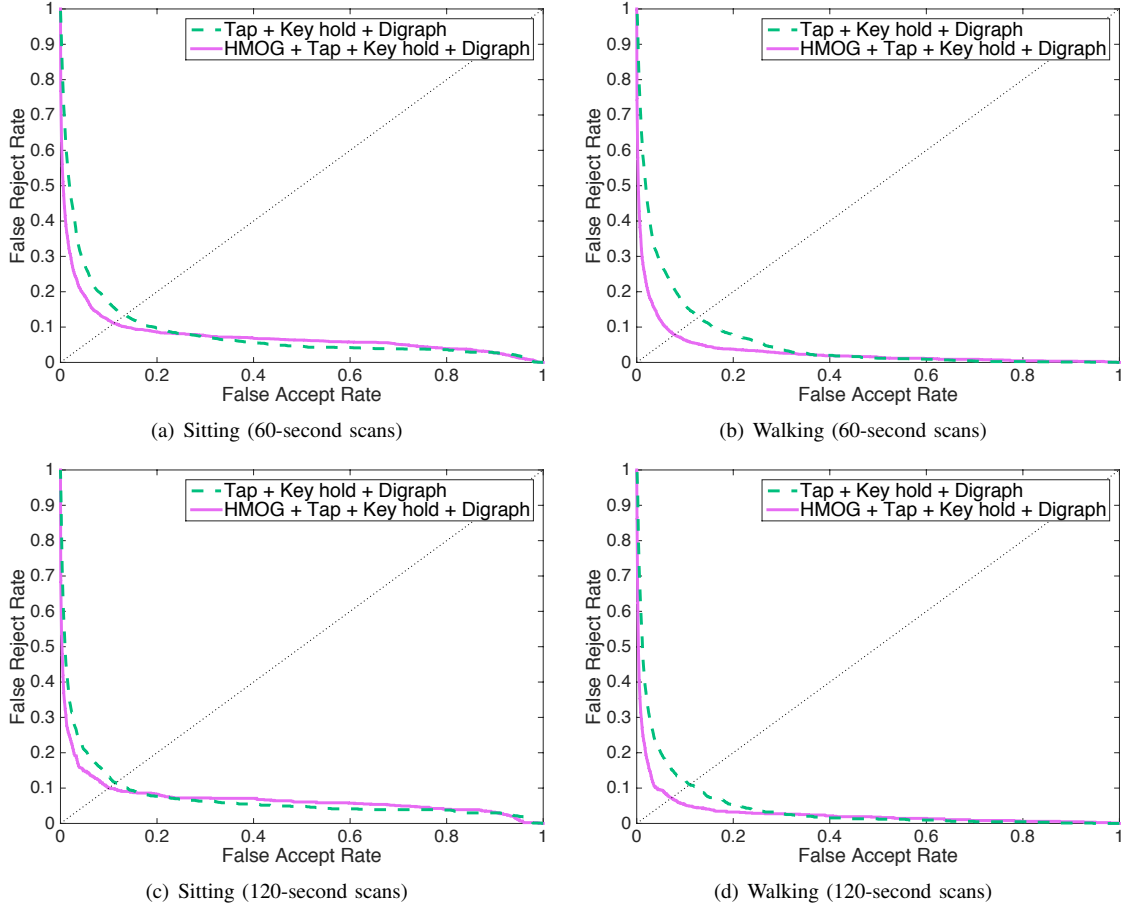 1
0.9
0.8
0.7
0.6
0.5
0.4
0.3
0.2
0.1
0
False Reject Rate
Tap + Key hold + Digraph
HMOG + Tap + Key hold + Digraph
0 0.2 0.4 0.6 0.8 1
False Accept Rate
(a) Sitting (60-second scans)
1
0.9
0.8
0.7
0.6
0.5
0.4
0.3
0.2
0.1
0
False Reject Rate
Tap + Key hold + Digraph
HMOG + Tap + Key hold + Digraph
0 0.2 0.4 0.6 0.8 1
False Accept Rate
(b) Walking (60-second scans)
1
0.9
0.8
0.7
0.6
0.5
0.4
0.3
0.2
0.1
0
False Reject Rate
Tap + Key hold + Digraph
HMOG + Tap + Key hold + Digraph
0 0.2 0.4 0.6 0.8 1
False Accept Rate
(c) Sitting (120-second scans)
1
0.9
0.8
0.7
0.6
0.5
0.4
0.3
0.2
0.1
0
False Reject Rate
Tap + Key hold + Digraph
HMOG + Tap + Key hold + Digraph
0 0.2 0.4 0.6 0.8 1
False Accept Rate
(d) Walking (120-second scans)